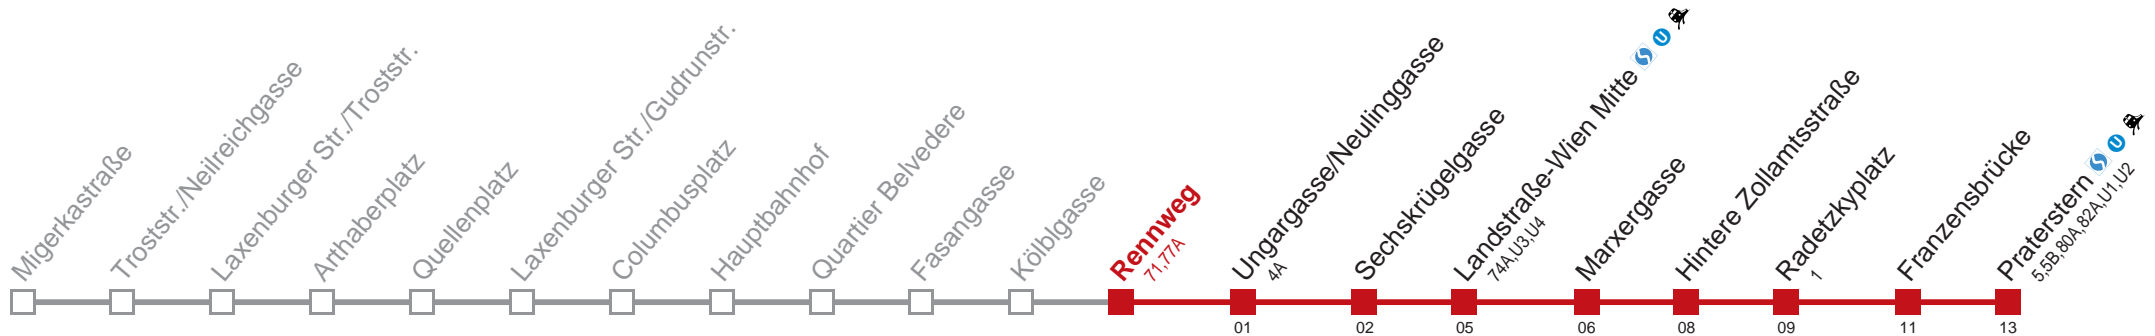 Migerkastraße
Troststr./Neilreichgasse
Laxenburger Str./Troststr.
Arthaberplatz
Quellenplatz
Laxenburger Str./Gudrunstr.
Columbusplatz
Hauptbahnhof
Quartier Belvedere
Fasangasse
Kölblgasse
Rennweg
71,77A
Ungargasse/Neulinggasse
4A
01
Sechskrügelgasse
02
Landstraße-Wien Mitte U
74A,U3,U4
05
Marxergasse
06
Hintere Zollamtsstraße
08
Radetzkyplatz
1
09
Franzensbrücke
11
Praterstern U
5,5B,80A,82A,U1,U2
13